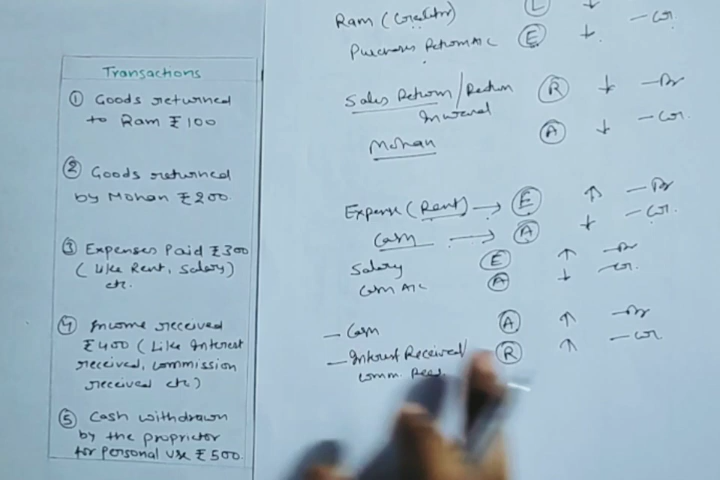 Transactions
① Goods returned
to Ram ₹100
② Goods returned
by Mohan ₹200.
③ Expenses Paid ₹300
(Like Rent, Salary)
etc.
④ Income received
₹400 (Like Interest
received, commission
received etc)
⑤ Cash withdrawn
by the proprietor
for personal use ₹500.
Ram (Creditor) L ↓
Purchases Return A/C E ↓ - Cr.
Sales Return / Return R ↓ - Dr
Inward
Mohan A ↓ - Cr.
Expense (Rent) → E ↑ - Dr
Cash → A ↓ - Cr.
Salary E ↑ - Dr
Cash A/C A ↓ - Cr.
- Cash A ↑ - Dr
- Interest Received/ R ↑ - Cr
Comm. Recd.